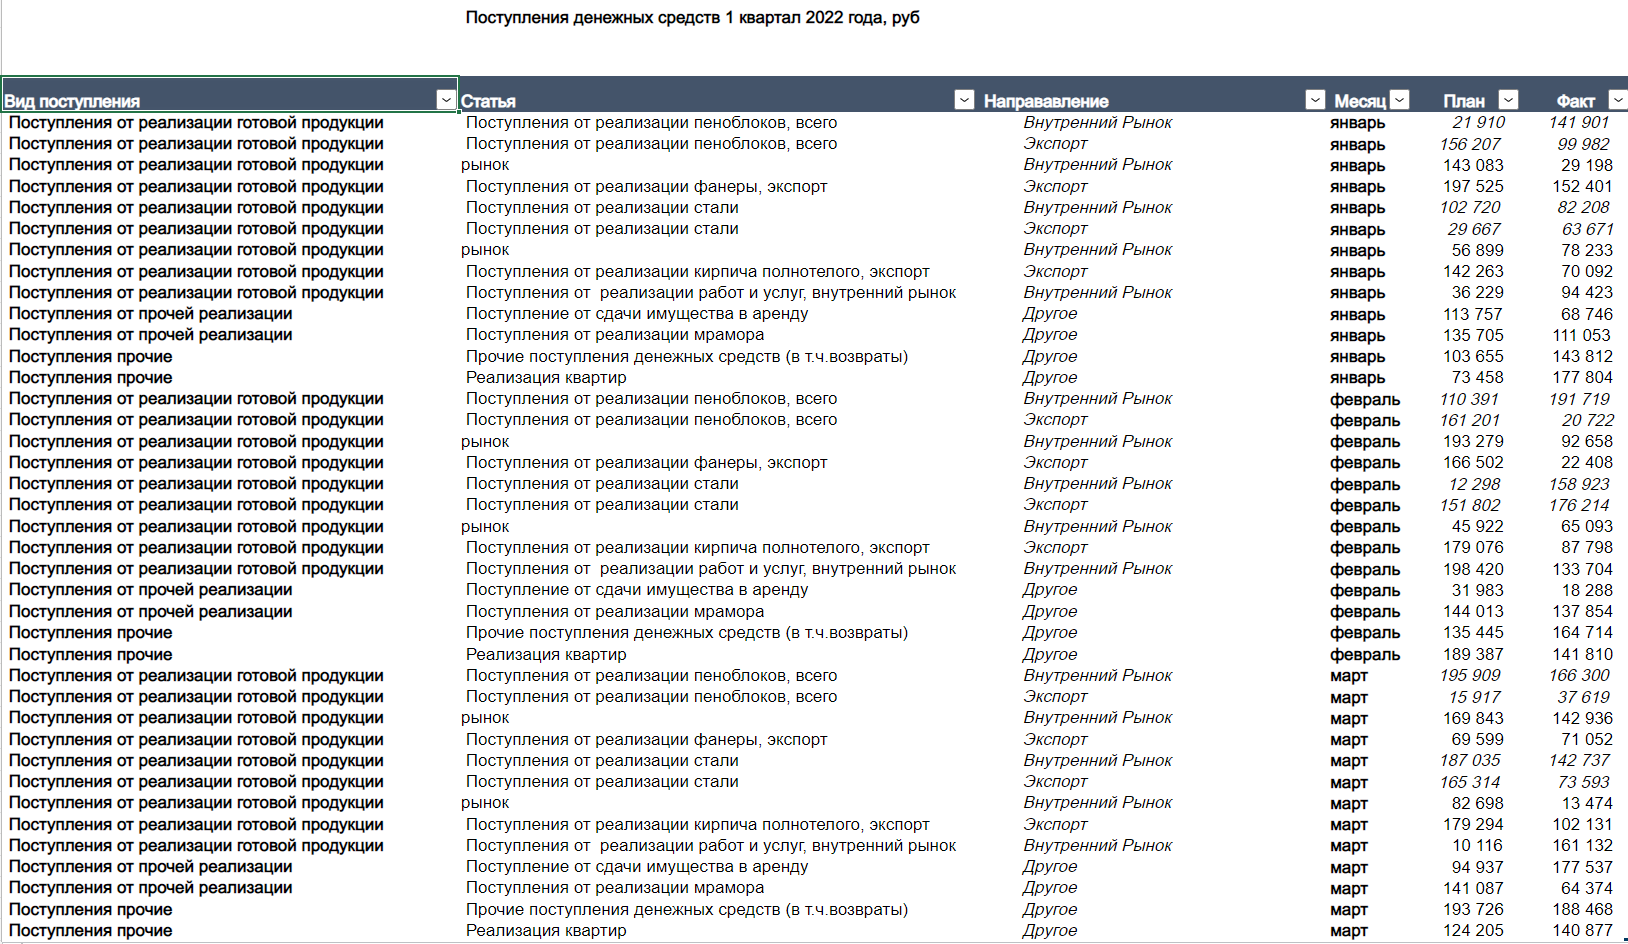 Поступления денежных средств 1 квартал 2022 года, руб
Вид поступления Статья Направавление Месяц План Факт
Поступления от реализации готовой продукции Поступления от реализации пеноблоков, всего Внутренний Рынок январь 21 910 141 901
Поступления от реализации готовой продукции Поступления от реализации пеноблоков, всего Экспорт январь 156 207 99 982
Поступления от реализации готовой продукции рынок Внутренний Рынок январь 143 083 29 198
Поступления от реализации готовой продукции Поступления от реализации фанеры, экспорт Экспорт январь 197 525 152 401
Поступления от реализации готовой продукции Поступления от реализации стали Внутренний Рынок январь 102 720 82 208
Поступления от реализации готовой продукции Поступления от реализации стали Экспорт январь 29 667 63 671
Поступления от реализации готовой продукции рынок Внутренний Рынок январь 56 899 78 233
Поступления от реализации готовой продукции Поступления от реализации кирпича полнотелого, экспорт Экспорт январь 142 263 70 092
Поступления от реализации готовой продукции Поступления от реализации работ и услуг, внутренний рынок Внутренний Рынок январь 36 229 94 423
Поступления от прочей реализации Поступление от сдачи имущества в аренду Другое январь 113 757 68 746
Поступления от прочей реализации Поступления от реализации мрамора Другое январь 135 705 111 053
Поступления прочие Прочие поступления денежных средств (в т.ч.возвраты) Другое январь 103 655 143 812
Поступления прочие Реализация квартир Другое январь 73 458 177 804
Поступления от реализации готовой продукции Поступления от реализации пеноблоков, всего Внутренний Рынок февраль 110 391 191 719
Поступления от реализации готовой продукции Поступления от реализации пеноблоков, всего Экспорт февраль 161 201 20 722
Поступления от реализации готовой продукции рынок Внутренний Рынок февраль 193 279 92 658
Поступления от реализации готовой продукции Поступления от реализации фанеры, экспорт Экспорт февраль 166 502 22 408
Поступления от реализации готовой продукции Поступления от реализации стали Внутренний Рынок февраль 12 298 158 923
Поступления от реализации готовой продукции Поступления от реализации стали Экспорт февраль 151 802 176 214
Поступления от реализации готовой продукции рынок Внутренний Рынок февраль 45 922 65 093
Поступления от реализации готовой продукции Поступления от реализации кирпича полнотелого, экспорт Экспорт февраль 179 076 87 798
Поступления от реализации готовой продукции Поступления от реализации работ и услуг, внутренний рынок Внутренний Рынок февраль 198 420 133 704
Поступления от прочей реализации Поступление от сдачи имущества в аренду Другое февраль 31 983 18 288
Поступления от прочей реализации Поступления от реализации мрамора Другое февраль 144 013 137 854
Поступления прочие Прочие поступления денежных средств (в т.ч.возвраты) Другое февраль 135 445 164 714
Поступления прочие Реализация квартир Другое февраль 189 387 141 810
Поступления от реализации готовой продукции Поступления от реализации пеноблоков, всего Внутренний Рынок март 195 909 166 300
Поступления от реализации готовой продукции Поступления от реализации пеноблоков, всего Экспорт март 15 917 37 619
Поступления от реализации готовой продукции рынок Внутренний Рынок март 169 843 142 936
Поступления от реализации готовой продукции Поступления от реализации фанеры, экспорт Экспорт март 69 599 71 052
Поступления от реализации готовой продукции Поступления от реализации стали Внутренний Рынок март 187 035 142 737
Поступления от реализации готовой продукции Поступления от реализации стали Экспорт март 165 314 73 593
Поступления от реализации готовой продукции рынок Внутренний Рынок март 82 698 13 474
Поступления от реализации готовой продукции Поступления от реализации кирпича полнотелого, экспорт Экспорт март 179 294 102 131
Поступления от реализации готовой продукции Поступления от реализации работ и услуг, внутренний рынок Внутренний Рынок март 10 116 161 132
Поступления от прочей реализации Поступление от сдачи имущества в аренду Другое март 94 937 177 537
Поступления от прочей реализации Поступления от реализации мрамора Другое март 141 087 64 374
Поступления прочие Прочие поступления денежных средств (в т.ч.возвраты) Другое март 193 726 188 468
Поступления прочие Реализация квартир Другое март 124 205 140 877